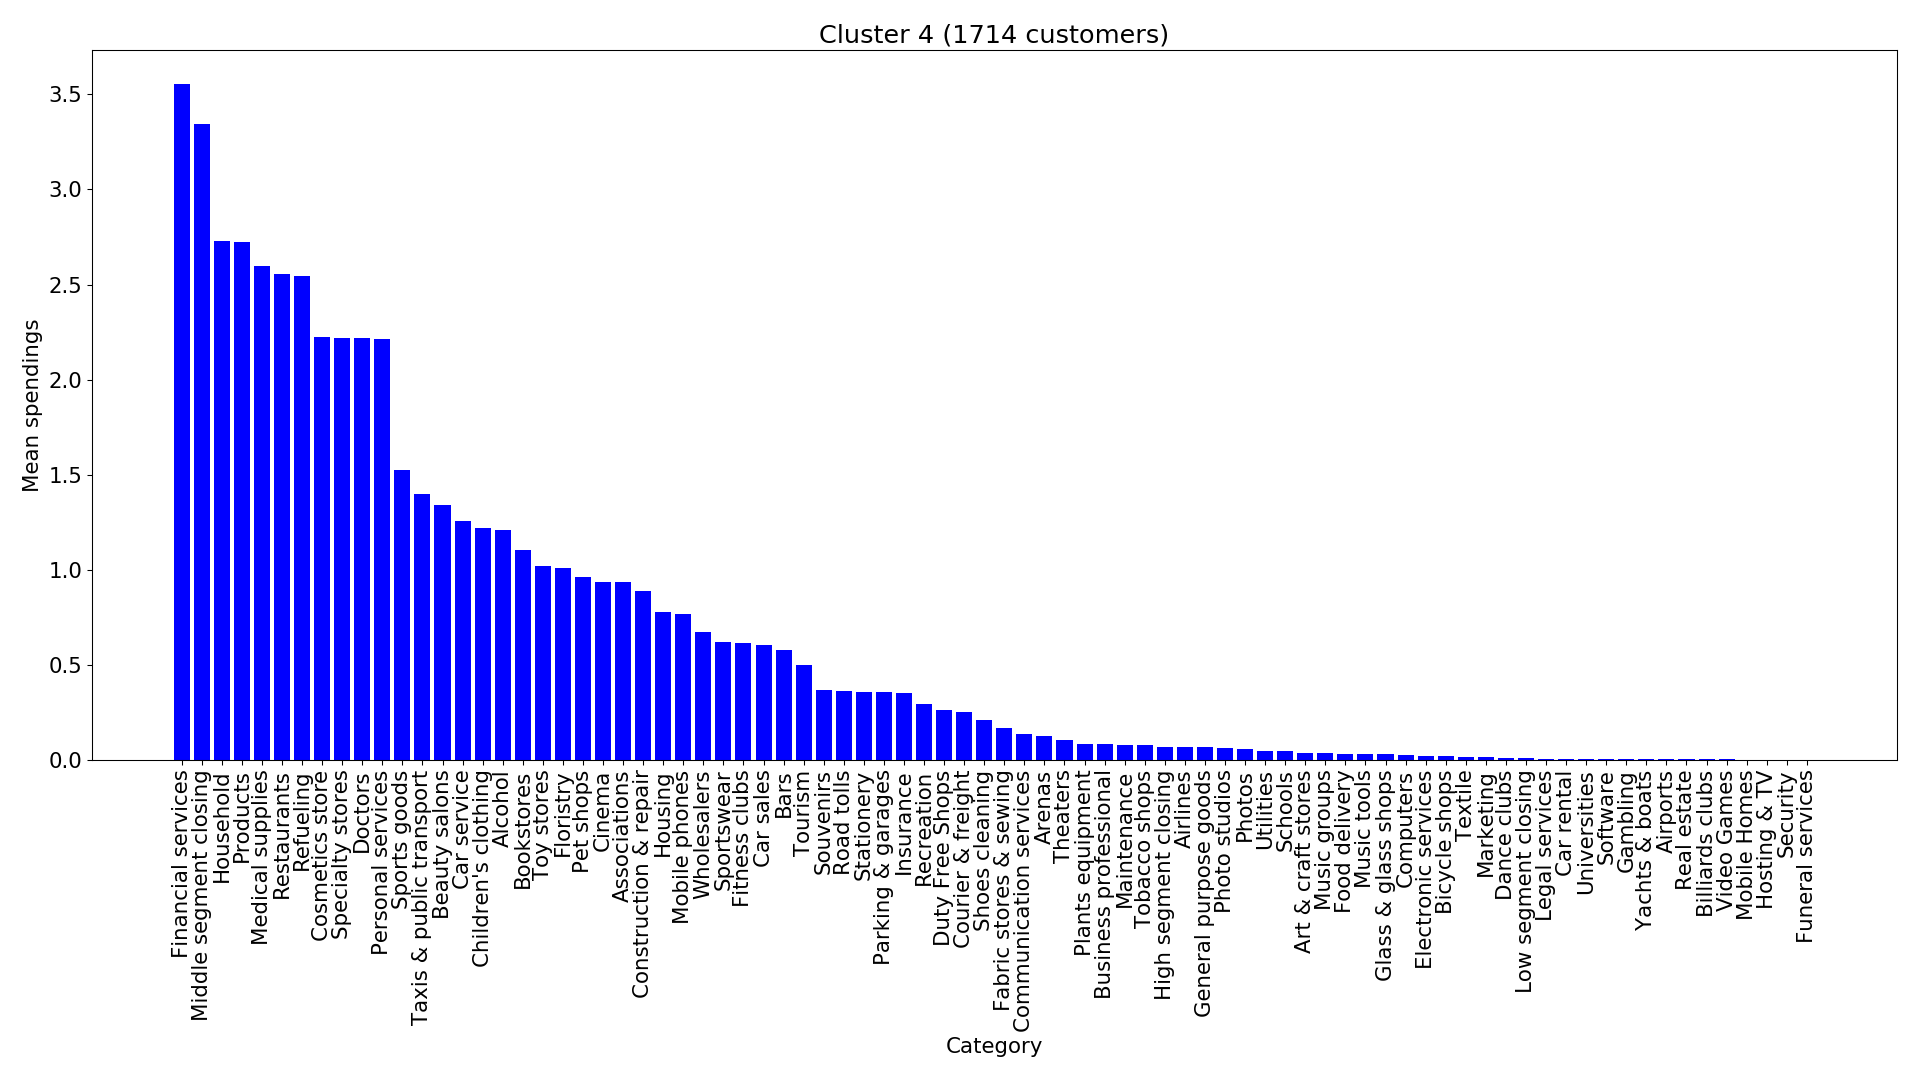 Cluster 4 (1714 customers)
Mean spendings
3.5
3.0
2.5
2.0
1.5
1.0
0.5
0.0
Financial services
Middle segment closing
Household
Products
Medical supplies
Restaurants
Refueling
Cosmetics store
Specialty stores
Doctors
Personal services
Sports goods
Taxis & public transport
Beauty salons
Car service
Children's clothing
Alcohol
Bookstores
Toy stores
Floristry
Pet shops
Cinema
Associations
Construction & repair
Housing
Mobile phones
Wholesalers
Sportswear
Fitness clubs
Car sales
Bars
Tourism
Souvenirs
Road tolls
Stationery
Parking & garages
Insurance
Recreation
Duty Free Shops
Courier & freight
Shoes cleaning
Fabric stores & sewing
Communication services
Arenas
Theaters
Plants equipment
Business professional
Maintenance
Tobacco shops
High segment closing
Airlines
General purpose goods
Photo studios
Photos
Utilities
Schools
Art & craft stores
Music groups
Food delivery
Music tools
Glass & glass shops
Computers
Electronic services
Bicycle shops
Textile
Marketing
Dance clubs
Low segment closing
Legal services
Car rental
Universities
Software
Gambling
Yachts & boats
Airports
Real estate
Billiards clubs
Video Games
Mobile Homes
Hosting & TV
Security
Funeral services
Category